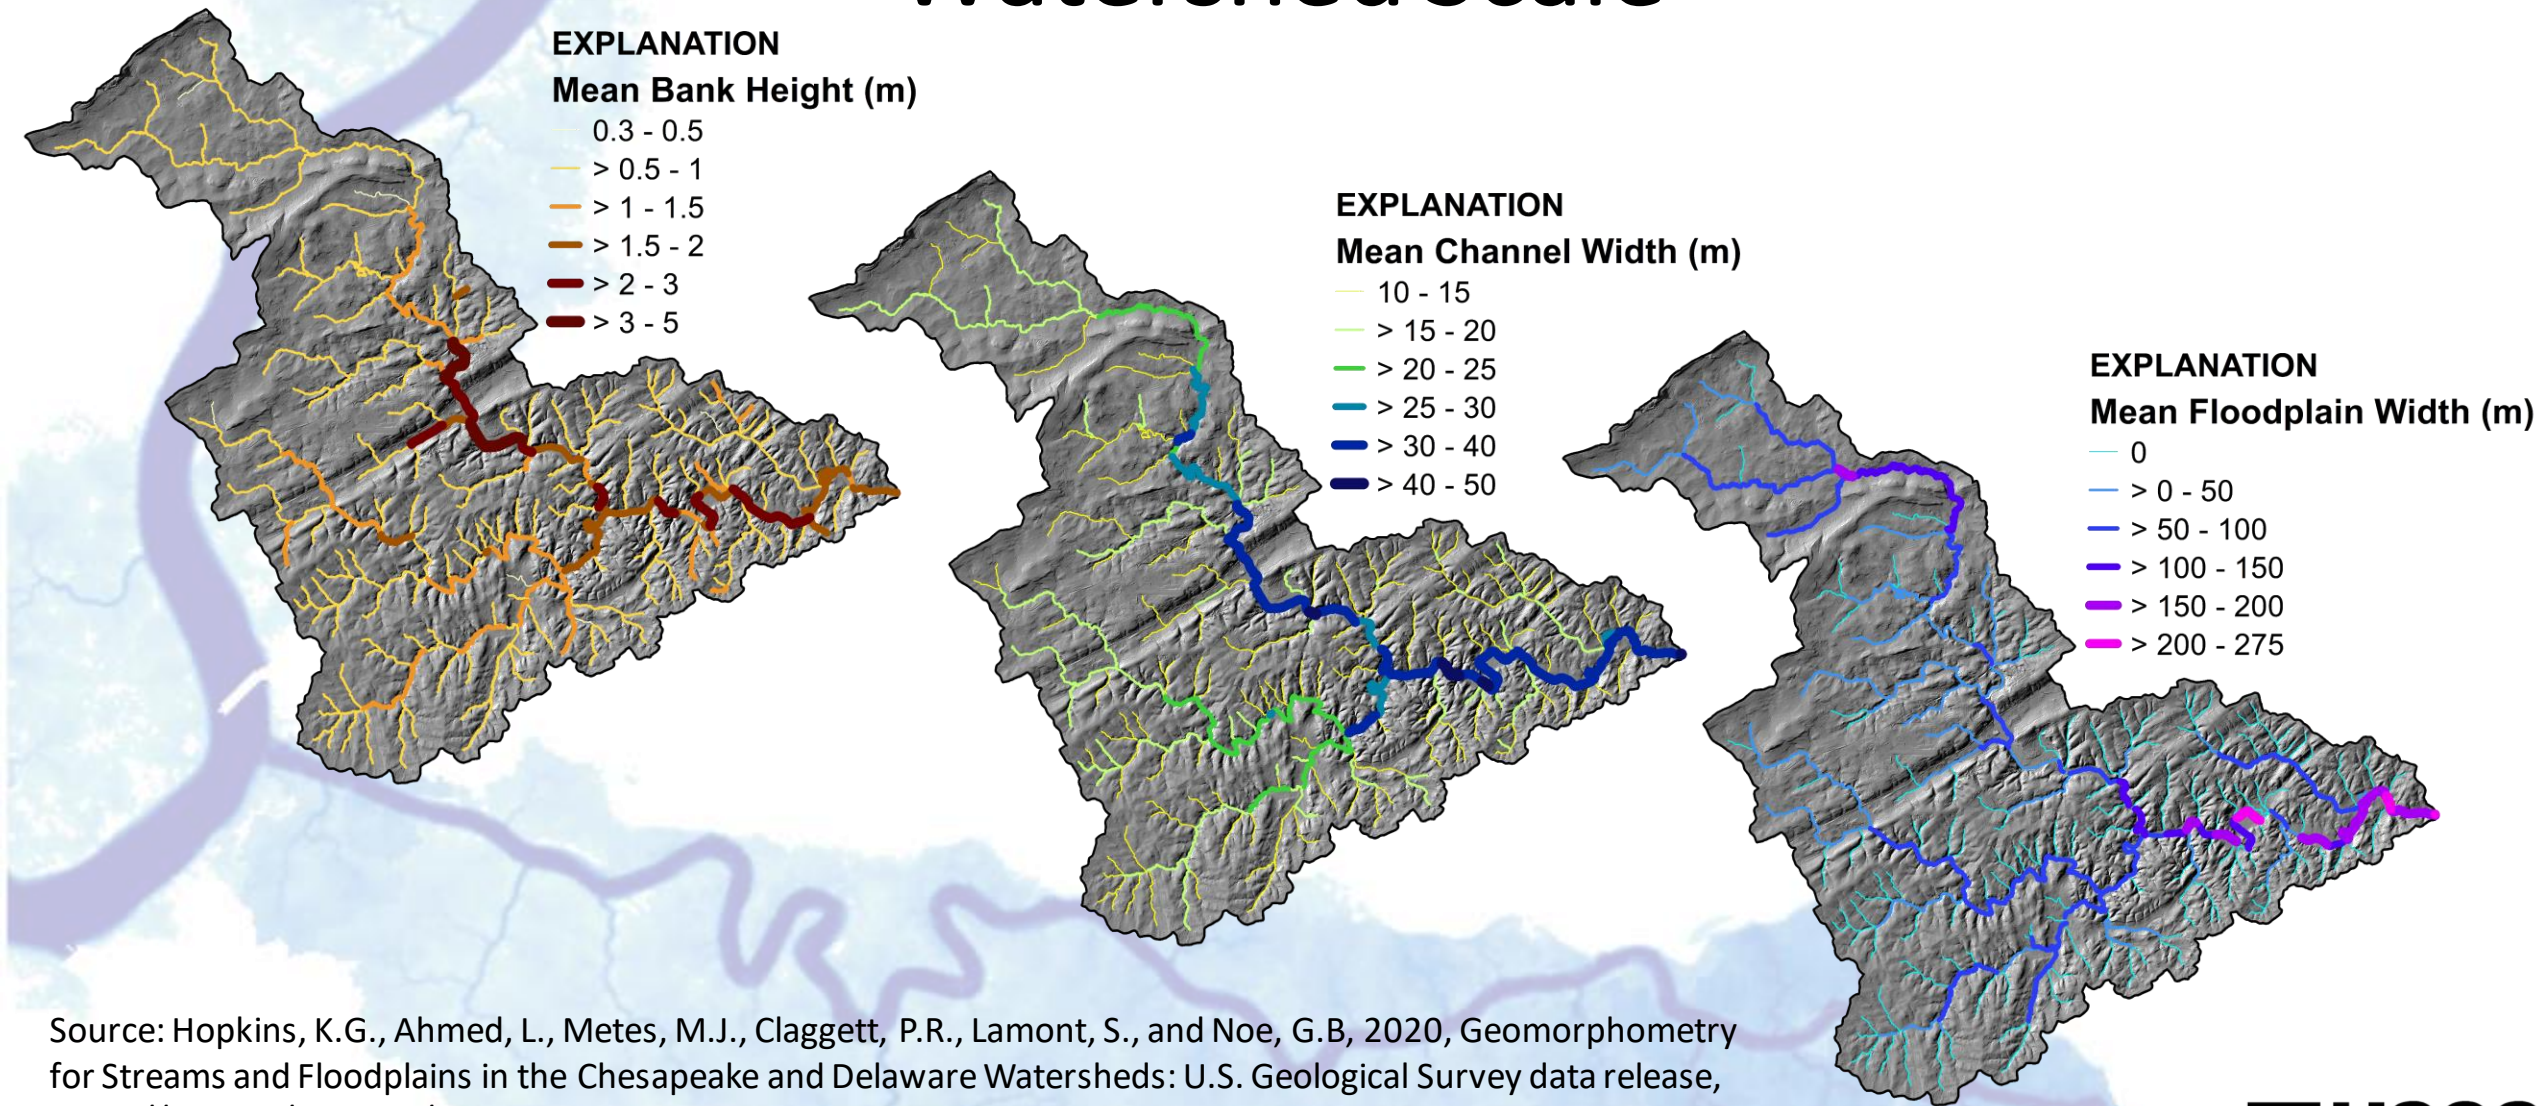 Watershed Scale
EXPLANATION
Mean Bank Height (m)
0.3 - 0.5
> 0.5 - 1
> 1 - 1.5
> 1.5 - 2
> 2 - 3
> 3 - 5
EXPLANATION
Mean Channel Width (m)
10 - 15
> 15 - 20
> 20 - 25
> 25 - 30
> 30 - 40
> 40 - 50
EXPLANATION
Mean Floodplain Width (m)
0
> 0 - 50
> 50 - 100
> 100 - 150
> 150 - 200
> 200 - 275
Source: Hopkins, K.G., Ahmed, L., Metes, M.J., Claggett, P.R., Lamont, S., and Noe, G.B, 2020, Geomorphometry
for Streams and Floodplains in the Chesapeake and Delaware Watersheds: U.S. Geological Survey data release,